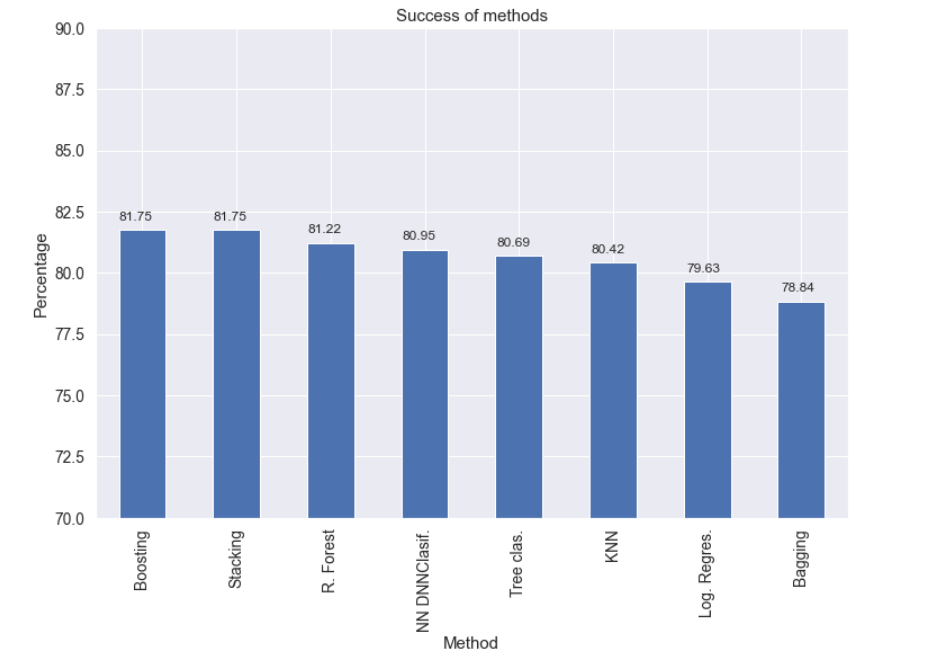 Success of methods
90.0
87.5
85.0
82.5
80.0
77.5
75.0
72.5
70.0
Percentage
81.75
81.75
81.22
80.95
80.69
80.42
79.63
78.84
Boosting
Stacking
R. Forest
NN DNNClasif.
Tree clas.
KNN
Log. Regres.
Bagging
Method